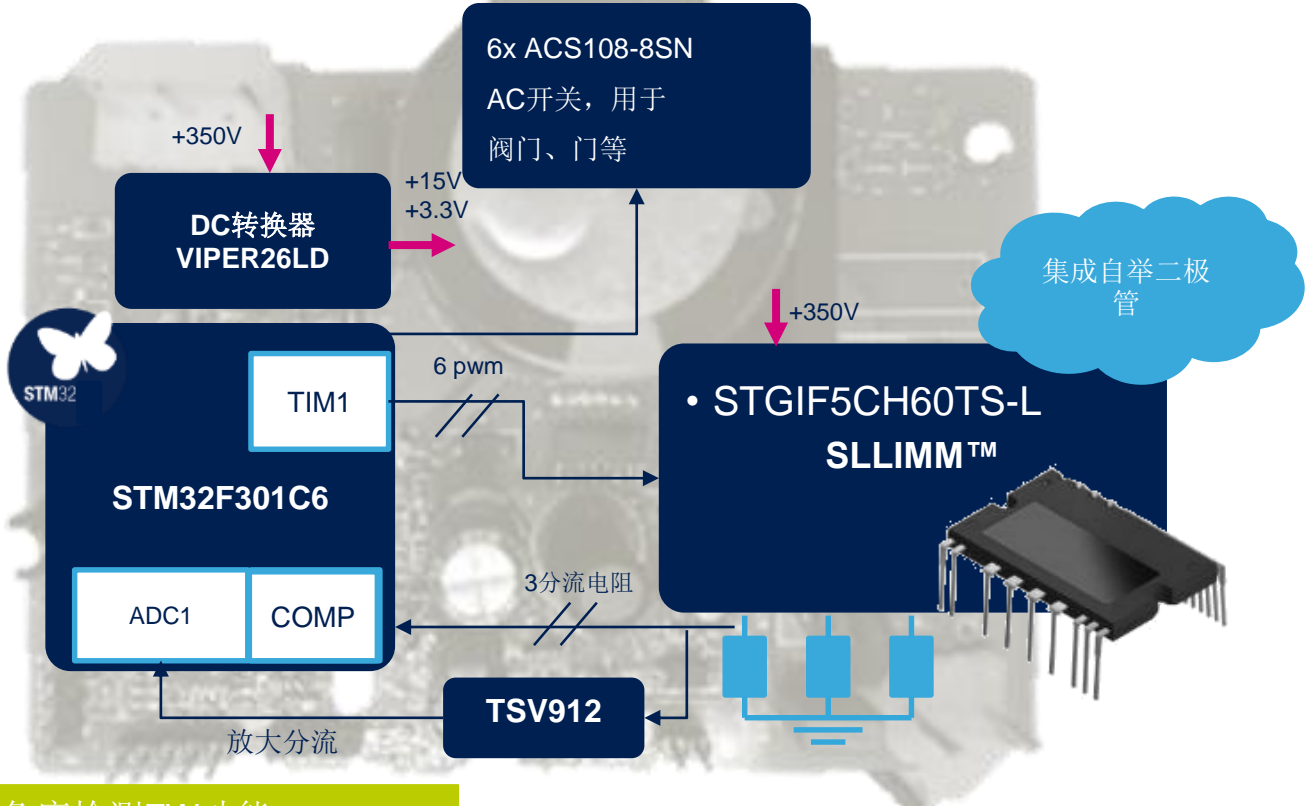 6x ACS108-8SN
AC开关，用于
阀门、门等
+350V
DC转换器
VIPER26LD
+15V
+3.3V
集成自举二极
管
+350V
STM32
TIM1
6 pwm
• STGIF5CH60TS-L
SLLIMM™
STM32F301C6
ADC1
COMP
3分流电阻
TSV912
放大分流